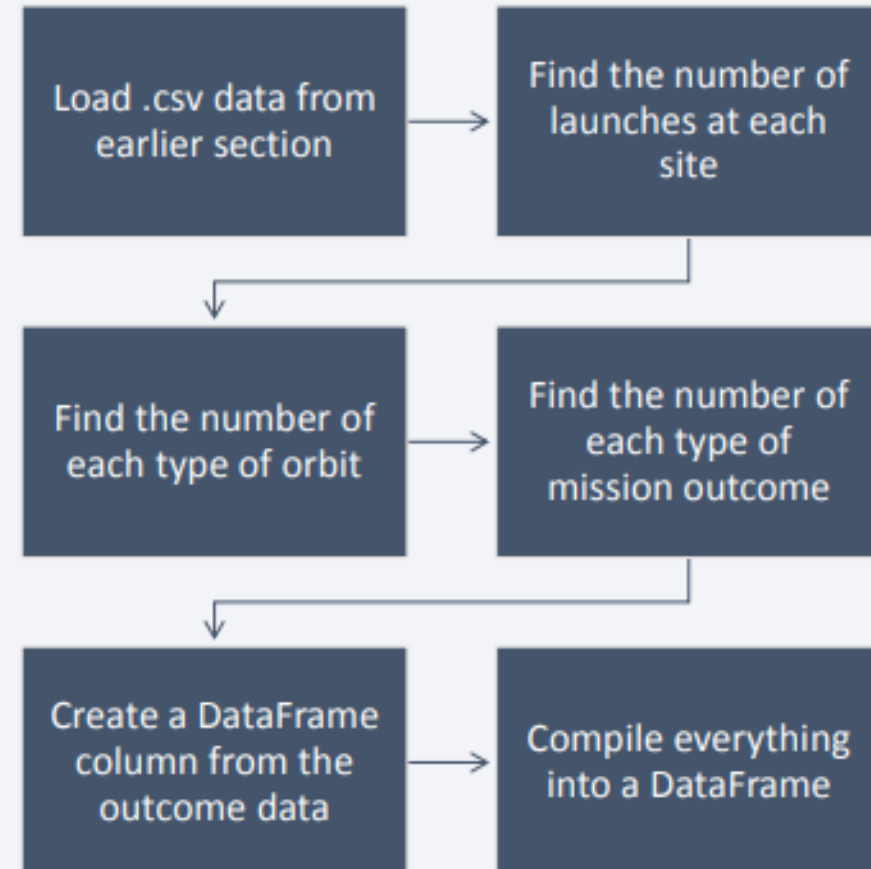 Load .csv data from
earlier section
Find the number of
launches at each
site
Find the number of
each type of orbit
Find the number of
each type of
mission outcome
Create a DataFrame
column from the
outcome data
Compile everything
into a DataFrame